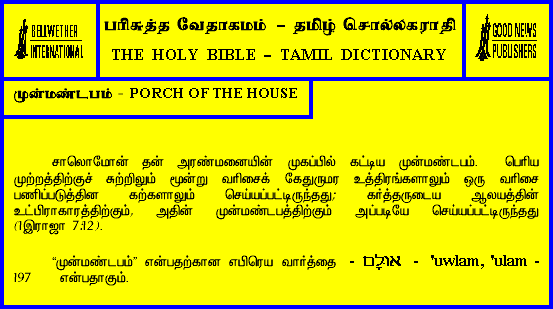 BELLWETHER
INTERNATIONAL
பரிசுத்த வேதாகமம் – தமிழ் சொல்லகராதி
THE HOLY BIBLE – TAMIL DICTIONARY
GOOD NEWS
PUBLISHERS
முன்மண்டபம் - PORCH OF THE HOUSE
சாலொமோன் தன் அரண்மனையின் முகப்பில் கட்டிய முன்மண்டபம். பெரிய
முற்றத்திற்குச் சுற்றிலும் மூன்று வரிசைக் கேதுருமர உத்திரங்களாலும் ஒரு வரிசை
பணிப்படுத்தின கற்களாலும் செய்யப்பட்டிருந்தது; கர்த்தருடைய ஆலயத்தின்
உட்பிராகாரத்திற்கும், அதின் முன்மண்டபத்திற்கும் அப்படியே செய்யப்பட்டிருந்தது
(1இராஜா 7:12).
“முன்மண்டபம்” என்பதற்கான எபிரெய வார்த்தை - אוּלָם - 'uwlam, 'ulam -
197 என்பதாகும்.